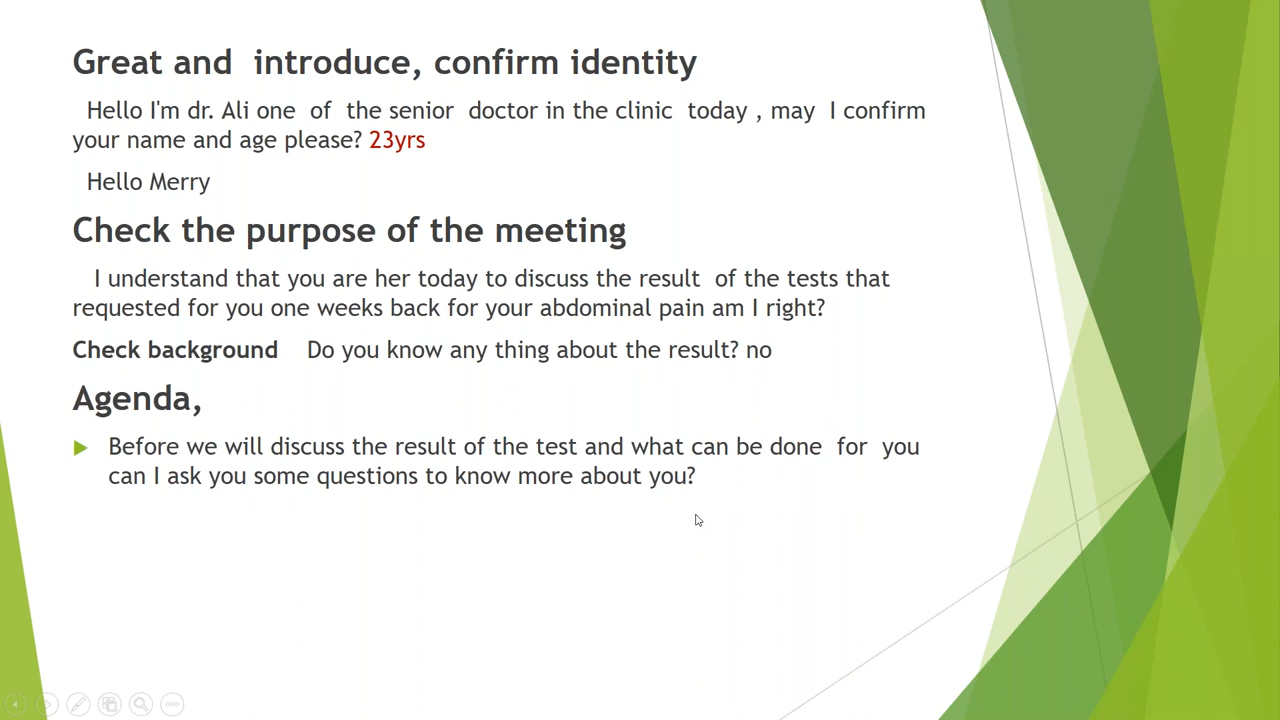 Great and  introduce, confirm identity
Hello I'm dr. Ali one  of  the senior  doctor in the clinic  today , may  I confirm
your name and age please? 23yrs
Hello Merry
Check the purpose of the meeting
I understand that you are her today to discuss the result  of the tests that
requested for you one weeks back for your abdominal pain am I right?
Check background    Do you know any thing about the result? no
Agenda,
Before we will discuss the result of the test and what can be done  for  you
can I ask you some questions to know more about you?